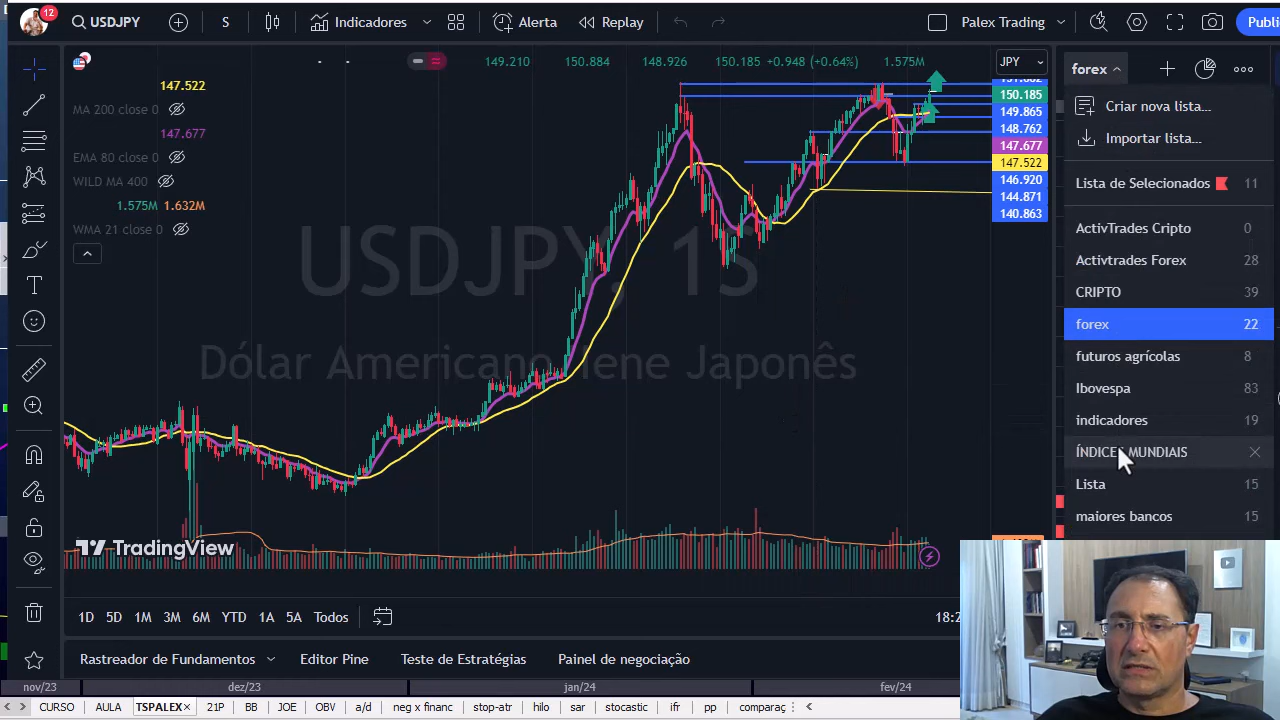 12
USDJPY
S
Indicadores
Alerta
Replay
Palex Trading
Publi
149.210 150.884 148.926 150.185 +0.948 (+0.64%) 1.575M
JPY
147.522
MA 200 close 0
147.677
EMA 80 close 0
WILD MA 400
1.575M 1.632M
WMA 21 close 0
150.185
149.865
148.762
147.677
147.522
146.920
144.871
140.863
USDJPY, 1S
Dólar Americano
Iene Japonês
TradingView
forex
Criar nova lista...
Importar lista...
Lista de Selecionados 11
ActivTrades Cripto 0
Activtrades Forex 28
CRIPTO 39
forex 22
futuros agrícolas 8
Ibovespa 83
indicadores 19
ÍNDICES MUNDIAIS
Lista 15
maiores bancos 15
1D 5D 1M 3M 6M YTD 1A 5A Todos
18:2
Rastreador de Fundamentos
Editor Pine
Teste de Estratégias
Painel de negociação
nov/23 dez/23 jan/24 fev/24
CURSO AULA TSPALEX 21P BB JOE OBV a/d neg x financ stop-atr hilo sar stocastic ifr pp comparaç